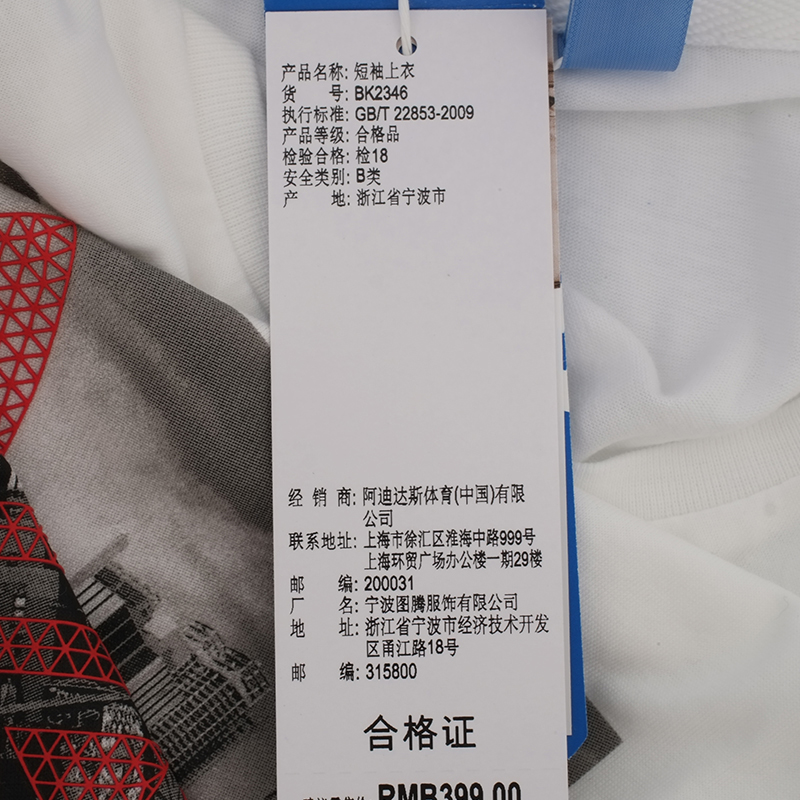 产品名称: 短袖上衣
货 号: BK2346
执行标准: GB/T 22853-2009
产品等级: 合格品
检验合格: 检18
安全类别: B类
产 地: 浙江省宁波市
经 销 商: 阿迪达斯体育(中国)有限
公司
联系地址: 上海市徐汇区淮海中路999号
上海环贸广场办公楼一期29楼
邮 编: 200031
厂 名: 宁波图腾服饰有限公司
地 址: 浙江省宁波市经济技术开发
区甬江路18号
邮 编: 315800
合格证
RMB399.00